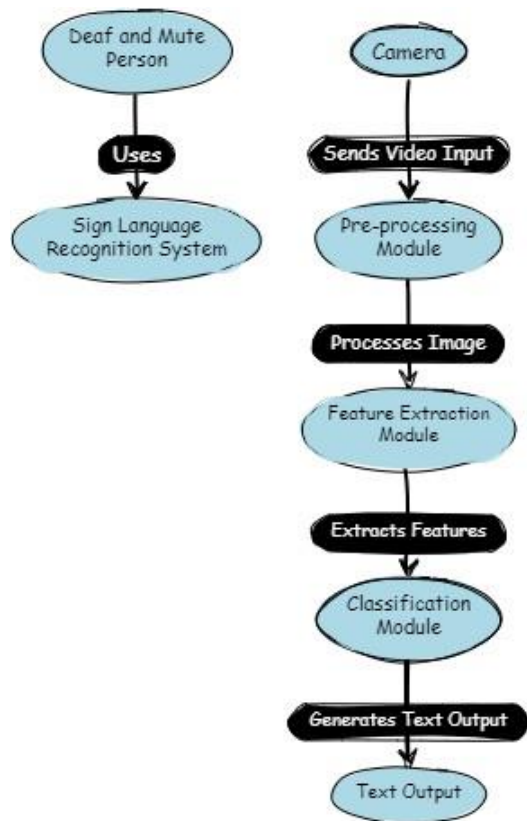 Deaf and Mute
Person
Uses
Sign Language
Recognition System
Camera
Sends Video Input
Pre-processing
Module
Processes Image
Feature Extraction
Module
Extracts Features
Classification
Module
Generates Text Output
Text Output